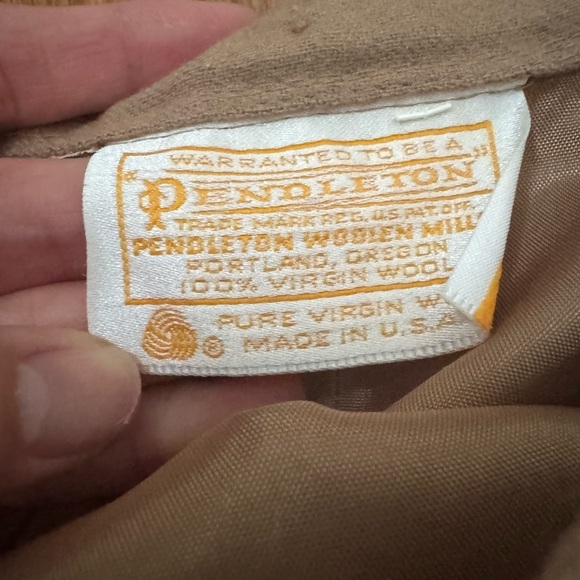 WARRANTED TO BE A
"PENDLETON"
TRADE MARK REG. U.S. PAT. OFF.
PENDLETON WOOLEN MILL
PORTLAND, OREGON
100% VIRGIN WOOL
PURE VIRGIN W
® MADE IN U.S.A